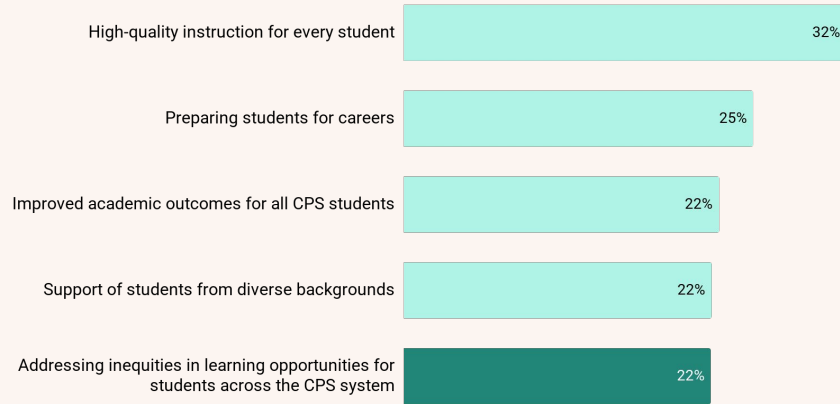 High-quality instruction for every student
32%
Preparing students for careers
25%
Improved academic outcomes for all CPS students
22%
Support of students from diverse backgrounds
22%
Addressing inequities in learning opportunities for
students across the CPS system
22%